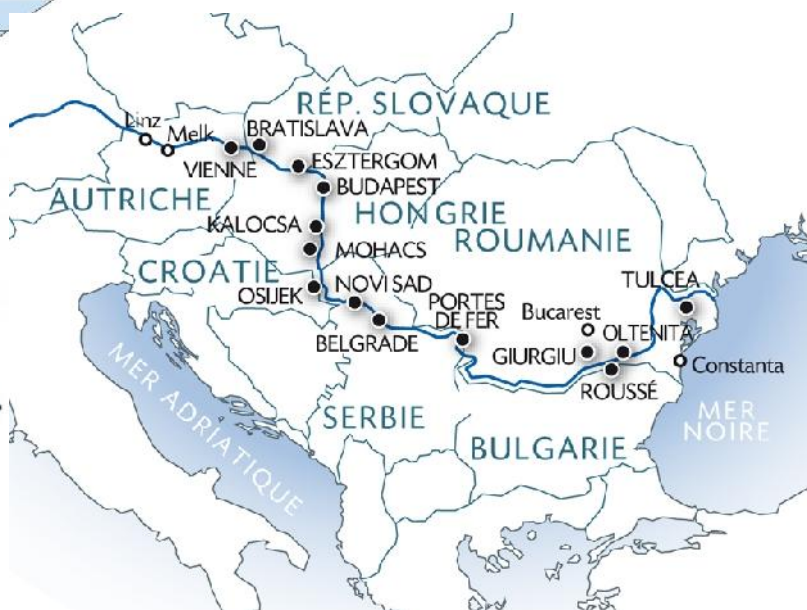 RÉP. SLOVAQUE
Linz
Melk
BRATISLAVA
VIENNE
ESZTERGOM
BUDAPEST
AUTRICHE
HONGRIE
KALOCSA
ROUMANIE
MOHACS
CROATIE
TULCEA
NOVI SAD
OSIJEK
PORTES
DE FER
Bucarest
OLTENITA
BELGRADE
GIURGIU
Constanta
ROUSSÉ
MER ADRIATIQUE
SERBIE
MER
NOIRE
BULGARIE